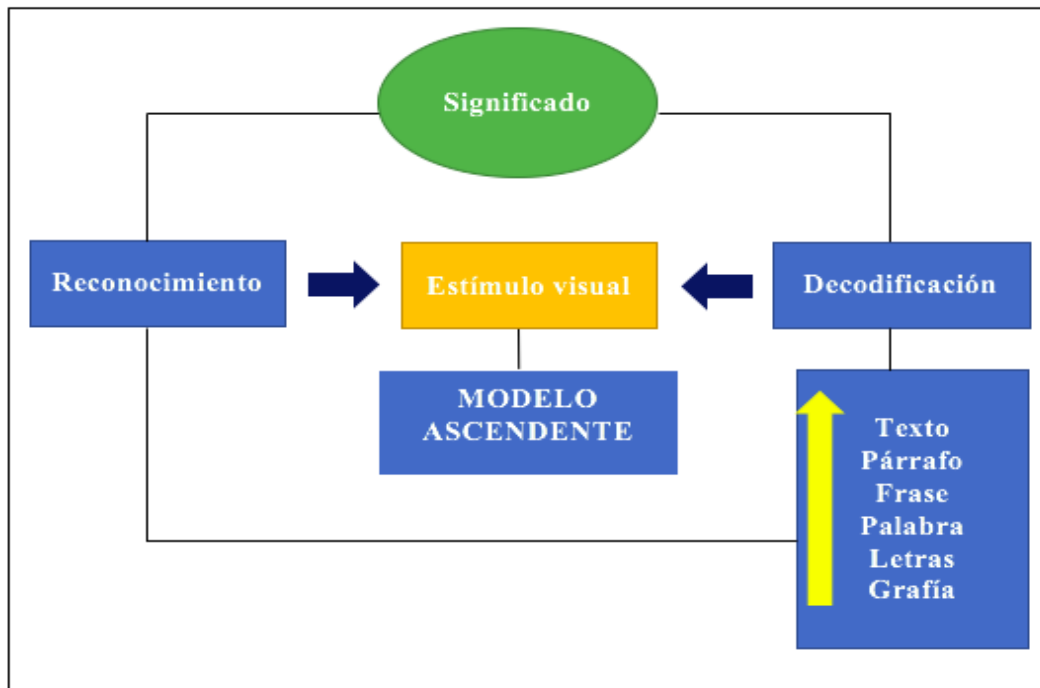 Significado
Reconocimiento
Estímulo visual
Decodificación
MODELO
ASCENDENTE
Texto
Párrafo
Frase
Palabra
Letras
Grafía